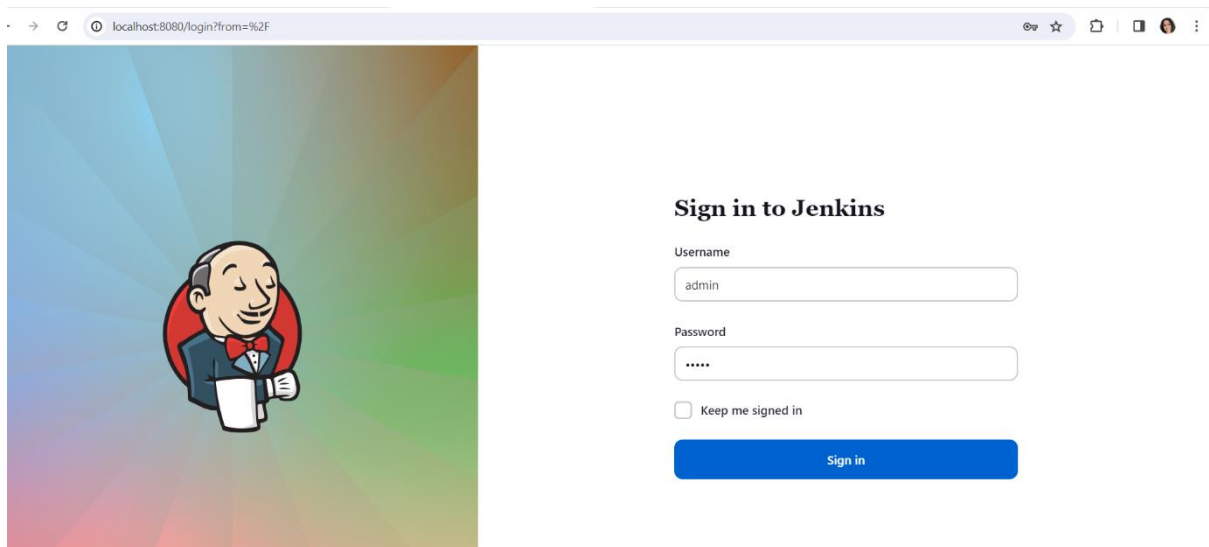 localhost:8080/login?from=%2F
Sign in to Jenkins
Username
admin
Password
•••••
Keep me signed in
Sign in